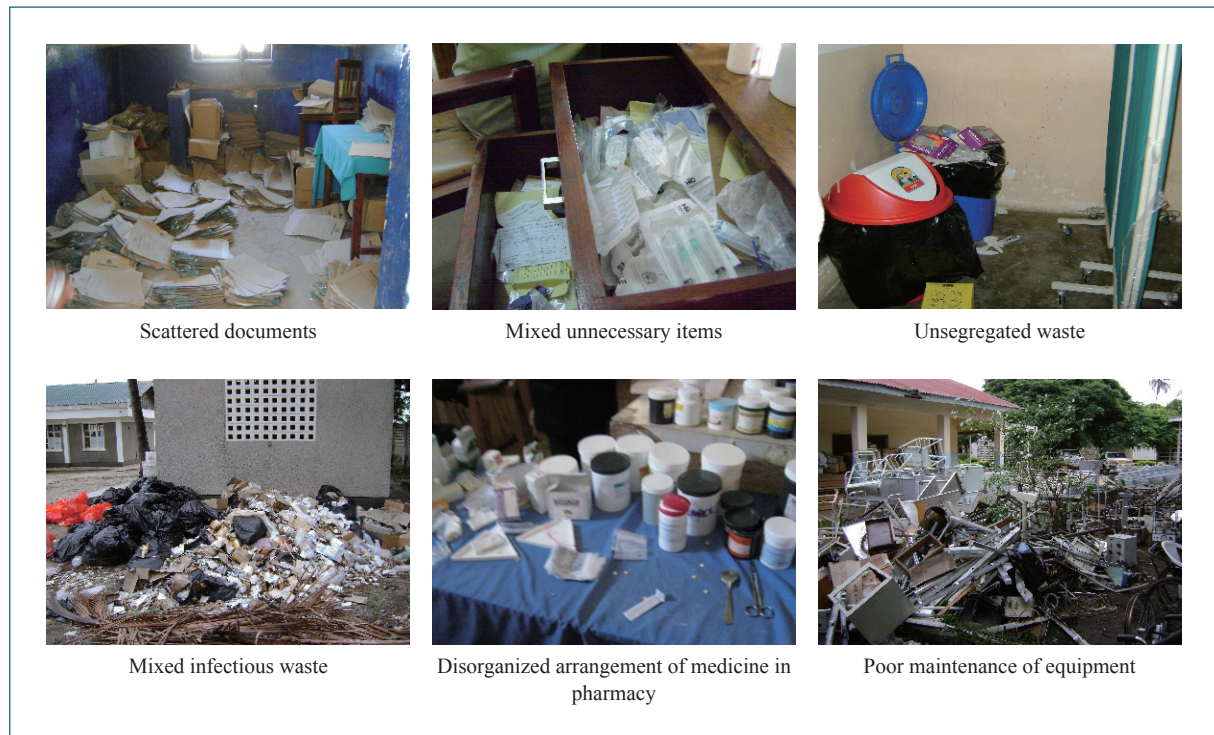 Scattered documents
Mixed unnecessary items
Unsegregated waste
Mixed infectious waste
Disorganized arrangement of medicine in
pharmacy
Poor maintenance of equipment